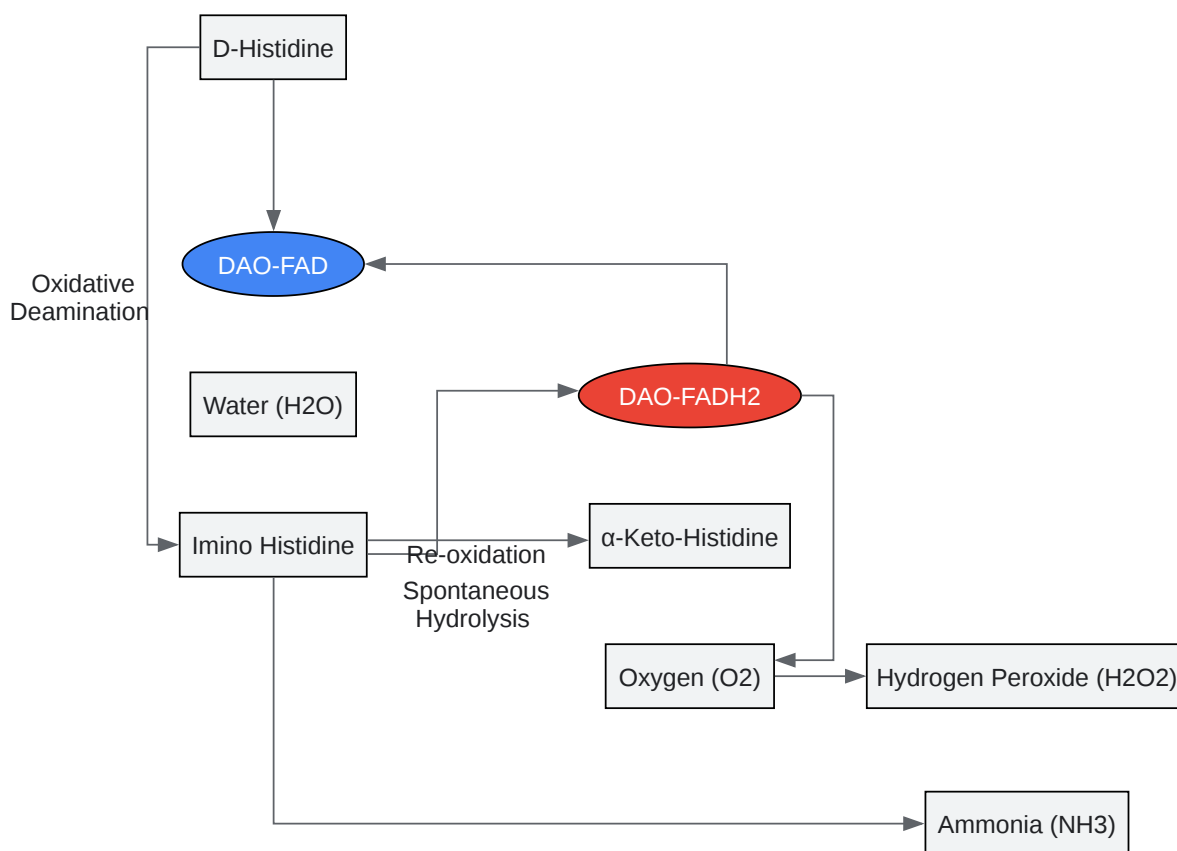 D-Histidine
DAO-FAD
Oxidative
Deamination
DAO-FADH2
Water (H2O)
Imino Histidine
α-Keto-Histidine
Re-oxidation
Spontaneous
Hydrolysis
Oxygen (O2)
Hydrogen Peroxide (H2O2)
Ammonia (NH3)